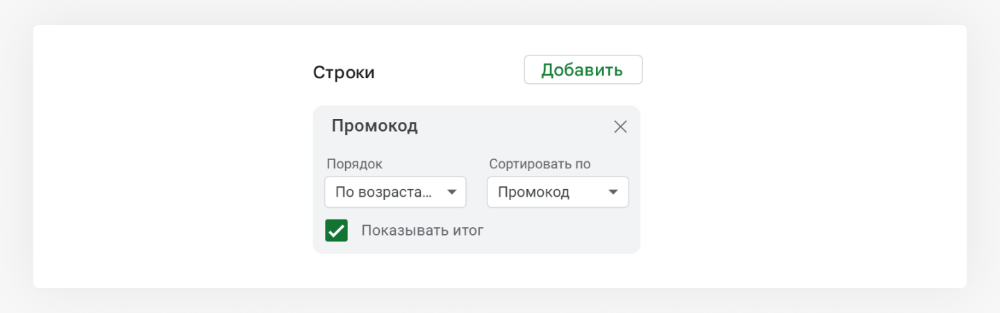 Строки Добавить
Промокод
Порядок Сортировать по
По возраста... Промокод
Показывать итог